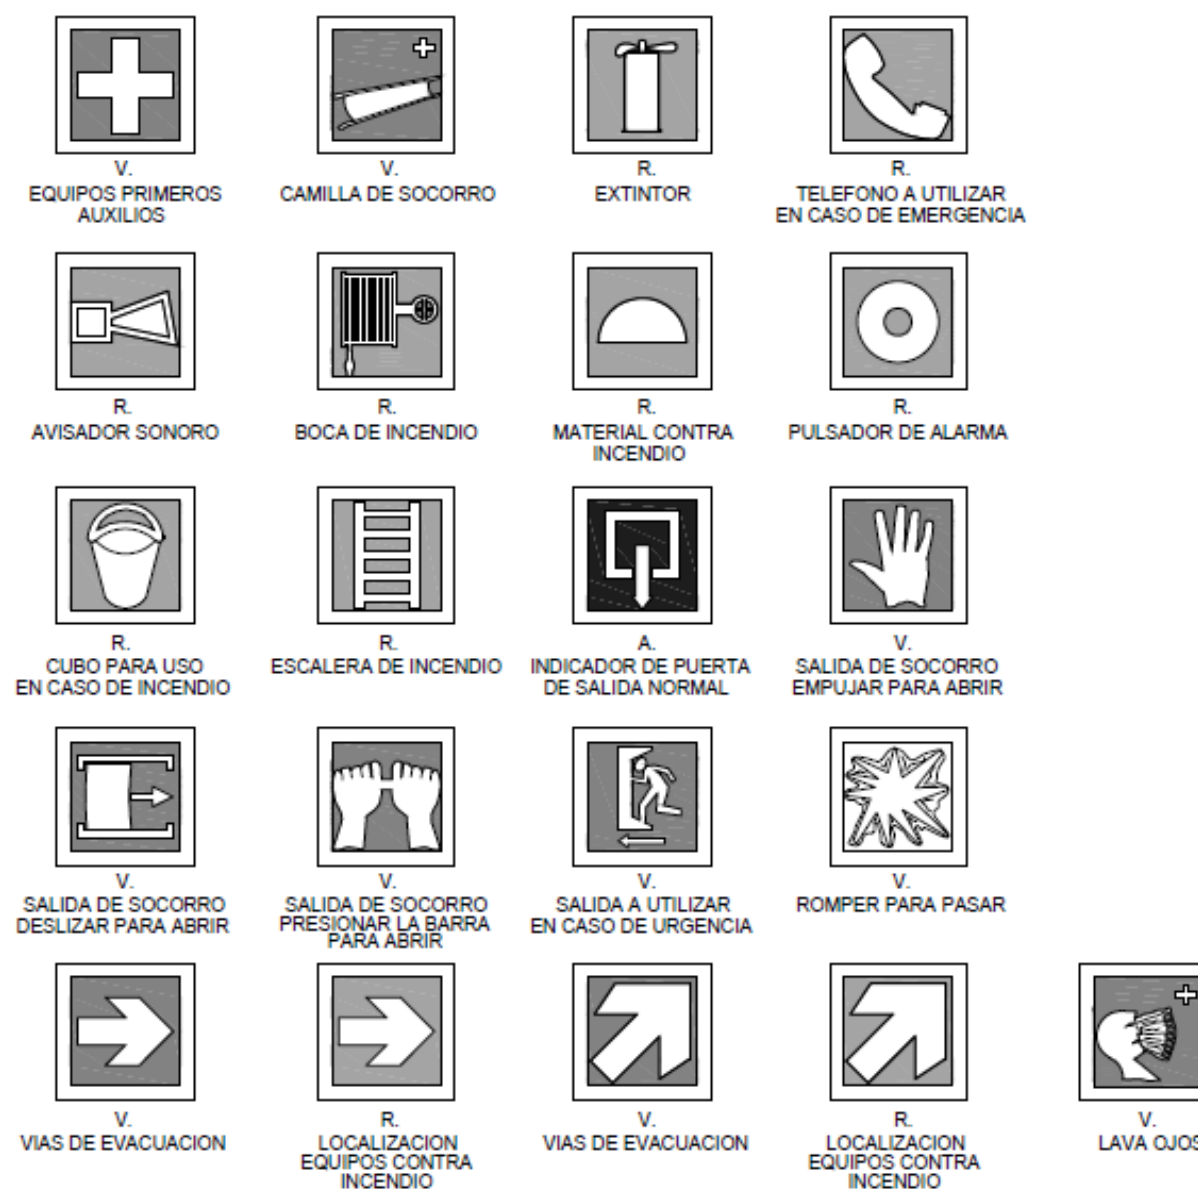 V.
EQUIPOS PRIMEROS
AUXILIOS
V.
CAMILLA DE SOCORRO
R.
EXTINTOR
R.
TELEFONO A UTILIZAR
EN CASO DE EMERGENCIA
R.
AVISADOR SONORO
R.
BOCA DE INCENDIO
R.
MATERIAL CONTRA
INCENDIO
R.
PULSADOR DE ALARMA
R.
CUBO PARA USO
EN CASO DE INCENDIO
R.
ESCALERA DE INCENDIO
A.
INDICADOR DE PUERTA
DE SALIDA NORMAL
V.
SALIDA DE SOCORRO
EMPUJAR PARA ABRIR
V.
SALIDA DE SOCORRO
DESLIZAR PARA ABRIR
V.
SALIDA DE SOCORRO
PRESIONAR LA BARRA
PARA ABRIR
V.
SALIDA A UTILIZAR
EN CASO DE URGENCIA
V.
ROMPER PARA PASAR
V.
VIAS DE EVACUACION
R.
LOCALIZACION
EQUIPOS CONTRA
INCENDIO
V.
VIAS DE EVACUACION
R.
LOCALIZACION
EQUIPOS CONTRA
INCENDIO
V.
LAVA OJOS